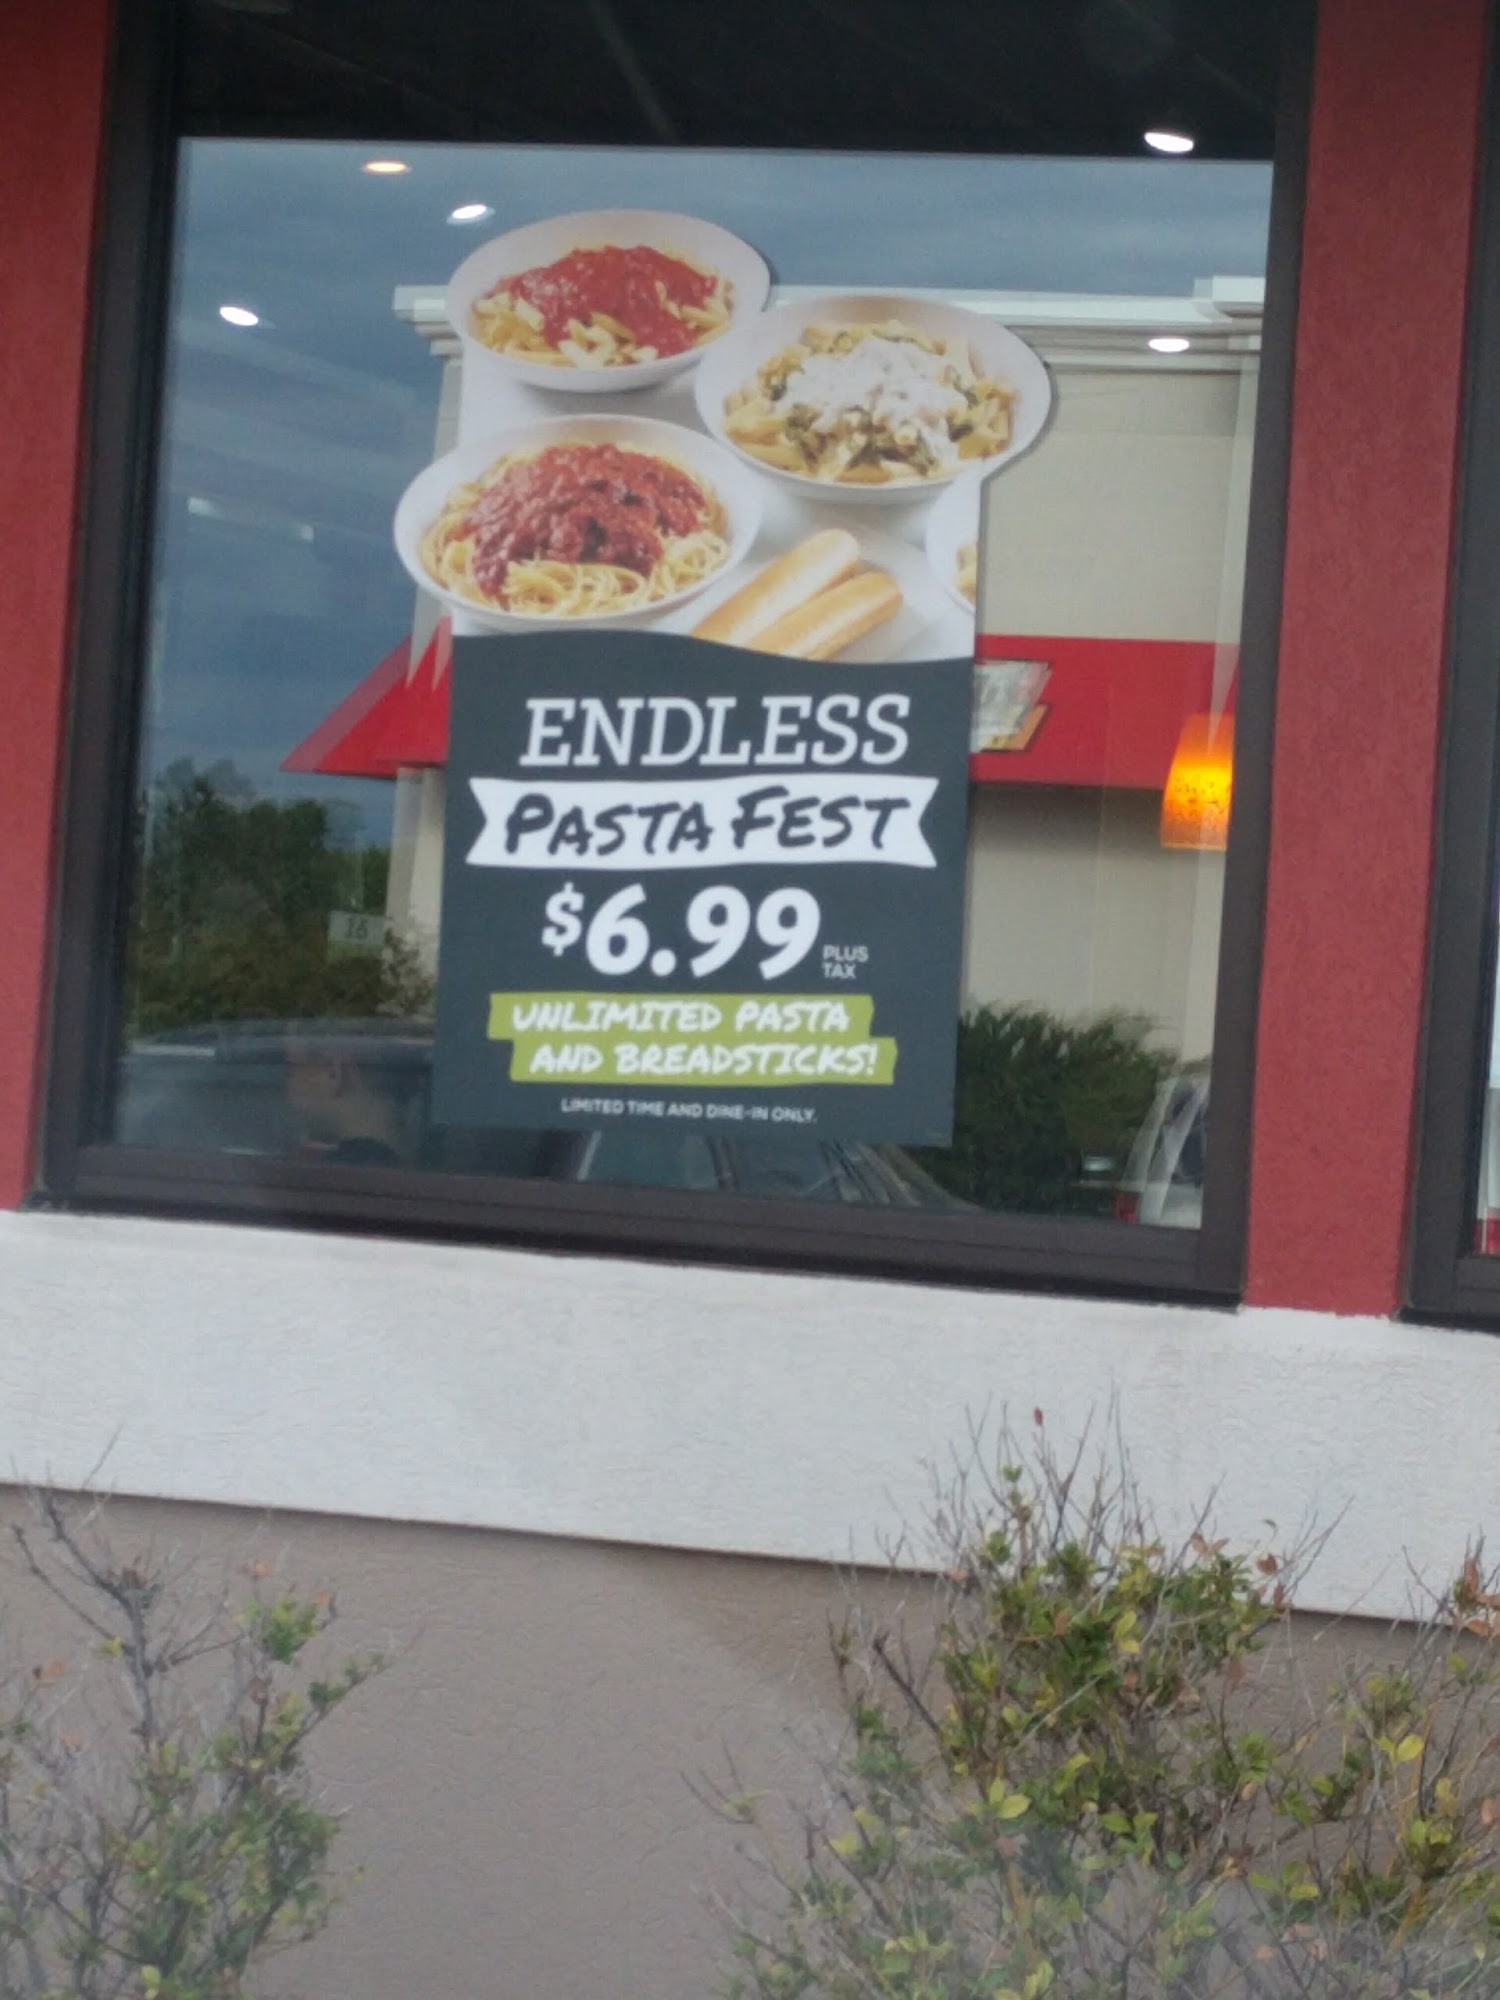 ENDLESS
PASTA FEST
$6.99 PLUS TAX
UNLIMITED PASTA
AND BREADSTICKS!
LIMITED TIME AND DINE-IN ONLY.